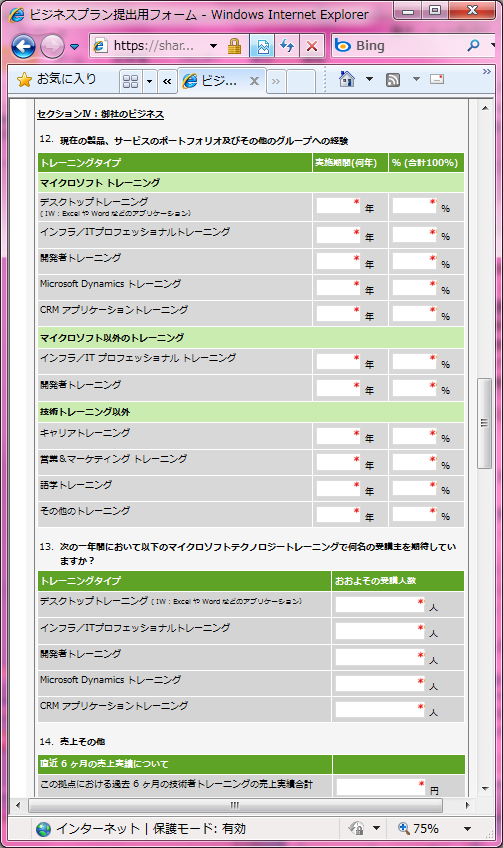 ビジネスプラン提出用フォーム - Windows Internet Explorer
https://shar...
Bing
お気に入り
ビジ...
セクションⅣ：御社のビジネス
12. 現在の製品、サービスのポートフォリオ及びその他のグループへの経験
トレーニングタイプ 実施期間(何年) % (合計100%)
マイクロソフト トレーニング
デスクトップトレーニング * 年 * %
( IW : Excel や Word などのアプリケーション)
インフラ／ITプロフェッショナルトレーニング * 年 * %
開発者トレーニング * 年 * %
Microsoft Dynamics トレーニング * 年 * %
CRM アプリケーショントレーニング * 年 * %
マイクロソフト以外のトレーニング
インフラ／IT プロフェッショナル トレーニング * 年 * %
開発者トレーニング * 年 * %
技術トレーニング以外
キャリアトレーニング * 年 * %
営業＆マーケティング トレーニング * 年 * %
語学トレーニング * 年 * %
その他のトレーニング * 年 * %
13. 次の一年間において以下のマイクロソフトテクノロジートレーニングで何名の受講主を期待してい
ますか？
トレーニングタイプ おおよその受講人数
デスクトップトレーニング ( IW : Excel や Word などのアプリケーション) * 人
インフラ／ITプロフェッショナルトレーニング * 人
開発者トレーニング * 人
Microsoft Dynamics トレーニング * 人
CRM アプリケーショントレーニング * 人
14. 売上その他
直近 6 ヶ月の売上実績について
この拠点における過去 6 ヶ月の技術者トレーニングの売上実績合計 * 円
インターネット | 保護モード: 有効
75%